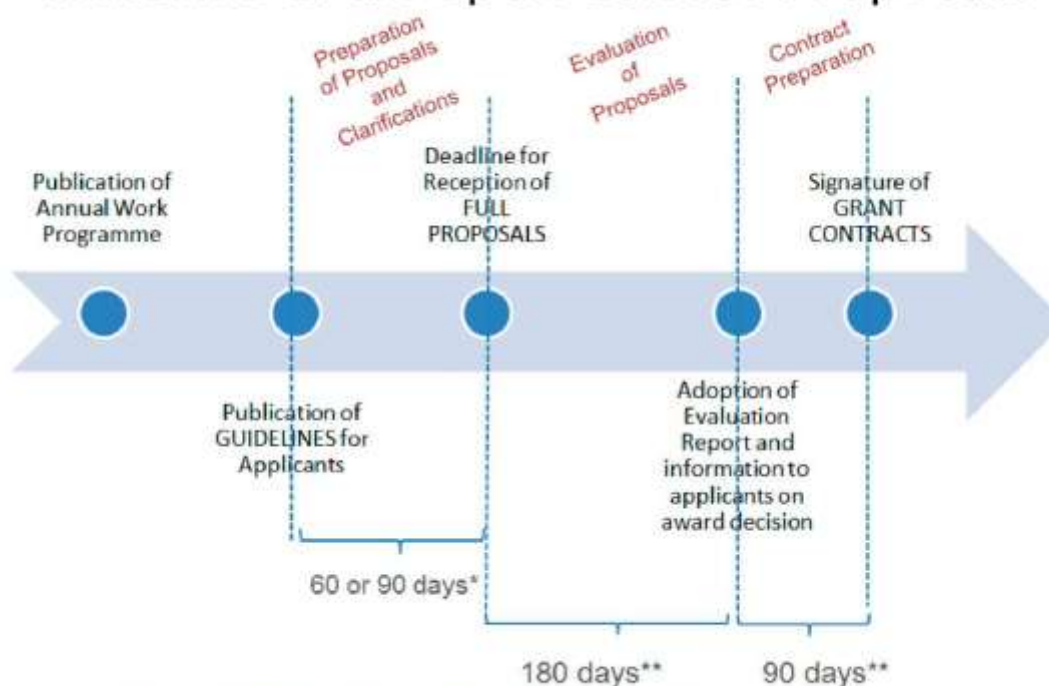 Preparation
of Proposals
and
Clarifications
Evaluation
of
Proposals
Contract
Preparation
Publication of
Annual Work
Programme
Deadline for
Reception of
FULL
PROPOSALS
Signature of
GRANT
CONTRACTS
Publication of
GUIDELINES for
Applicants
Adoption of
Evaluation
Report and
information to
applicants on
award decision
60 or 90 days*
180 days**
90 days**